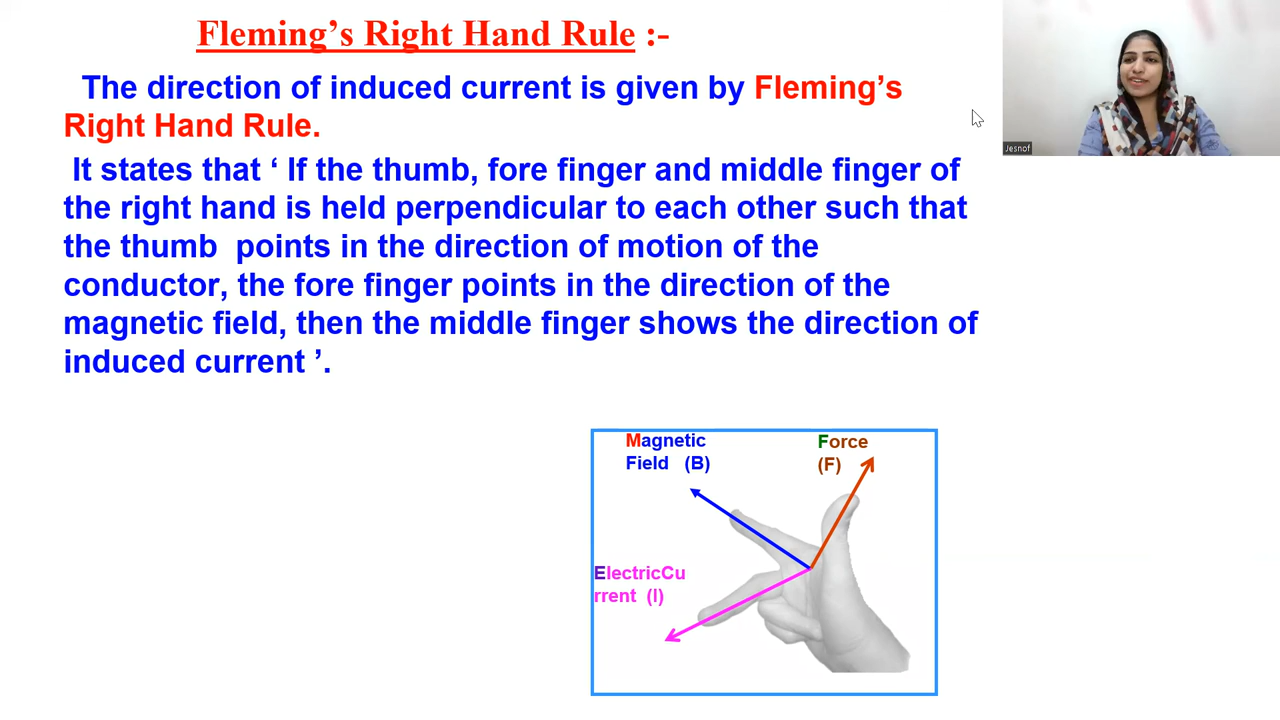 Fleming’s Right Hand Rule :-
The direction of induced current is given by Fleming’s
Right Hand Rule.
It states that ‘ If the thumb, fore finger and middle finger of
the right hand is held perpendicular to each other such that
the thumb points in the direction of motion of the
conductor, the fore finger points in the direction of the
magnetic field, then the middle finger shows the direction of
induced current ’.
Jesnof
Magnetic
Field (B)
Force
(F)
ElectricCu
rrent (I)